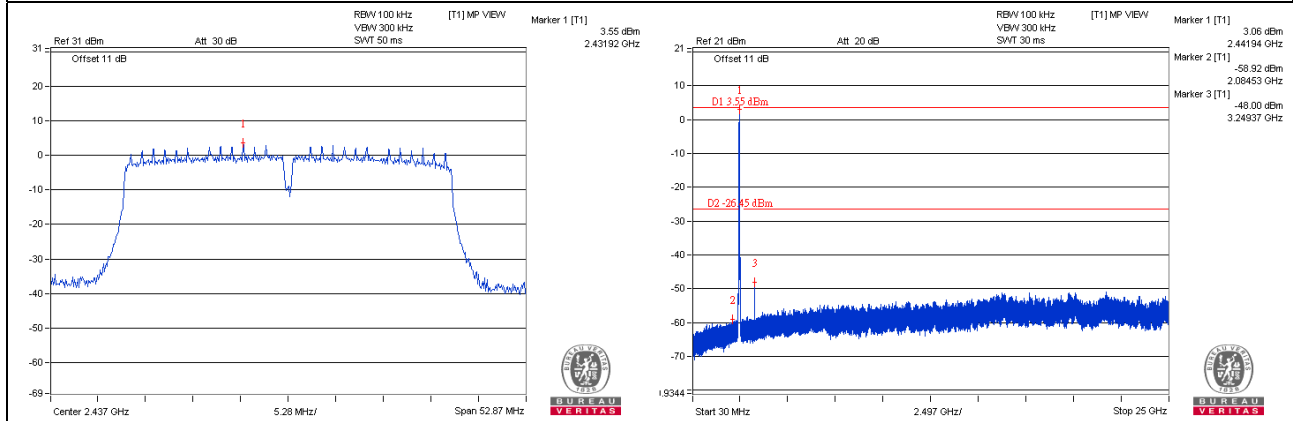 RBW 100 kHz
VBW 300 kHz
SWT 50 ms
[T1] MP VIEW
Ref 31 dBm
Att 30 dB
Marker 1 [T1]
3.55 dBm
2.43192 GHz
31
Offset 11 dB
20
10
1
0
-10
-20
-30
-40
-50
-60
-69
Center 2.437 GHz
5.28 MHz/
Span 52.87 MHz
BUREAU VERITAS
1828
BUREAU
VERITAS
RBW 100 kHz
VBW 300 kHz
SWT 30 ms
[T1] MP VIEW
Ref 21 dBm
Att 20 dB
Marker 1 [T1]
3.06 dBm
2.44194 GHz
Marker 2 [T1]
-58.92 dBm
2.08453 GHz
Marker 3 [T1]
-48.00 dBm
3.24937 GHz
21
Offset 11 dB
10
1
D1 3.55 dBm
0
-10
-20
D2 -26.45 dBm
-30
-40
3
-50
2
-60
-70
.9344
Start 30 MHz
2.497 GHz/
Stop 25 GHz
BUREAU VERITAS
1828
BUREAU
VERITAS